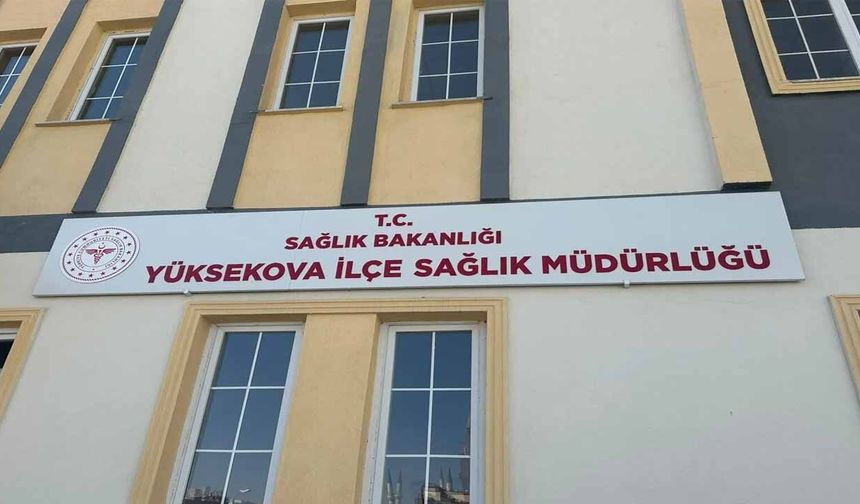 T.C.
SAĞLIK BAKANLIĞI
YÜKSEKOVA İLÇE SAĞLIK MÜDÜRLÜĞÜ